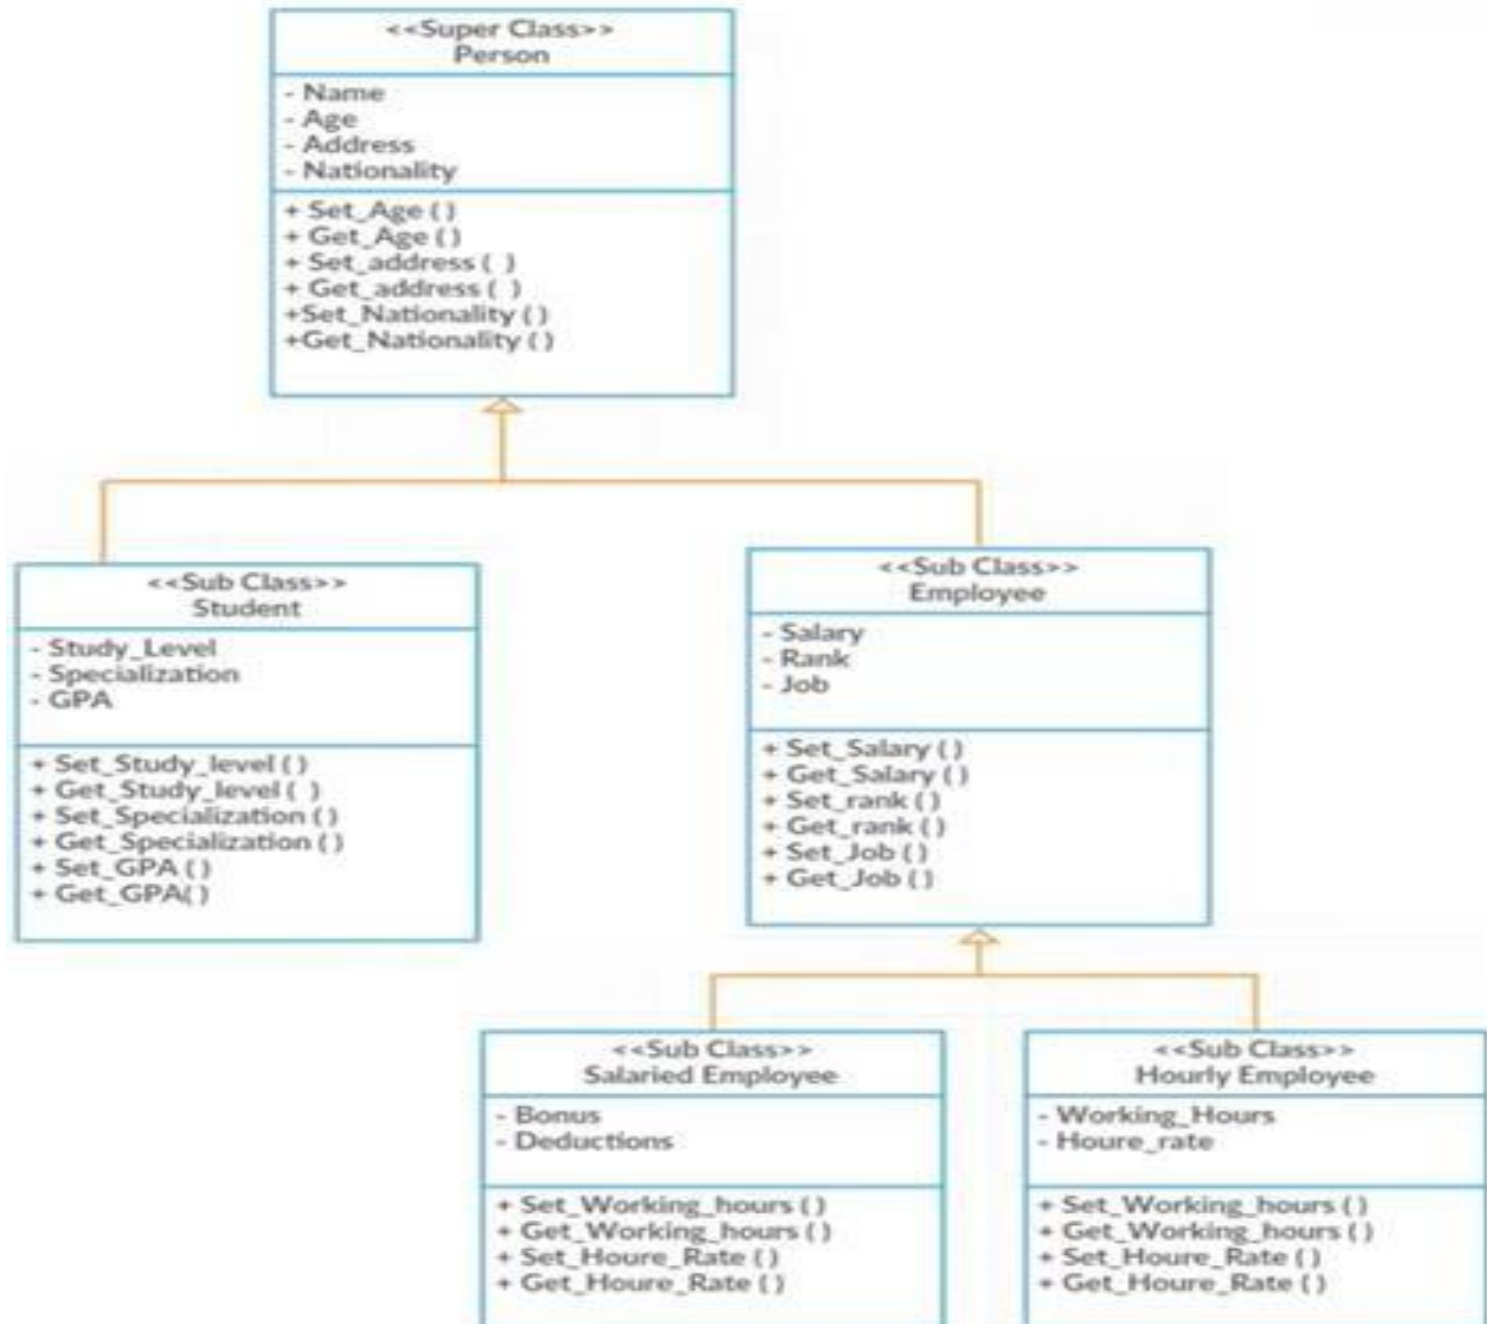 <<Super Class>>
Person
- Name
- Age
- Address
- Nationality
+ Set_Age ( )
+ Get_Age ( )
+ Set_address (  )
+ Get_address (  )
+Set_Nationality ( )
+Get_Nationality ( )
<<Sub Class>>
Student
- Study_Level
- Specialization
- GPA
+ Set_Study_level ( )
+ Get_Study_level (  )
+ Set_Specialization ( )
+ Get_Specialization ( )
+ Set_GPA ( )
+ Get_GPA( )
<<Sub Class>>
Employee
- Salary
- Rank
- Job
+ Set_Salary ( )
+ Get_Salary ( )
+ Set_rank ( )
+ Get_rank ( )
+ Set_Job ( )
+ Get_Job ( )
<<Sub Class>>
Salaried Employee
- Bonus
- Deductions
+ Set_Working_hours ( )
+ Get_Working_hours ( )
+ Set_Houre_Rate ( )
+ Get_Houre_Rate ( )
<<Sub Class>>
Hourly Employee
- Working_Hours
- Houre_rate
+ Set_Working_hours ( )
+ Get_Working_hours ( )
+ Set_Houre_Rate ( )
+ Get_Houre_Rate ( )